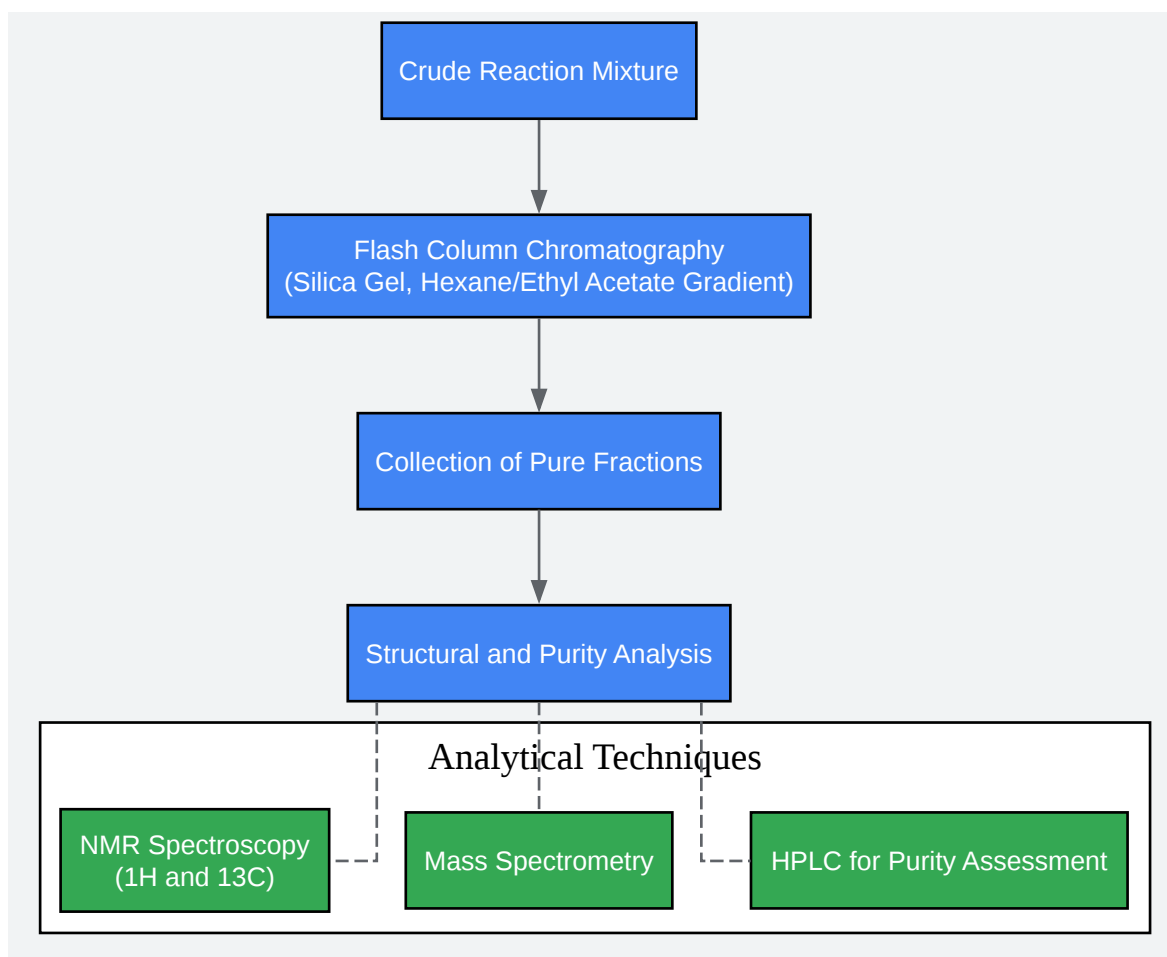 Crude Reaction Mixture
Flash Column Chromatography
(Silica Gel, Hexane/Ethyl Acetate Gradient)
Collection of Pure Fractions
Structural and Purity Analysis
Analytical Techniques
NMR Spectroscopy
(1H and 13C)
Mass Spectrometry
HPLC for Purity Assessment